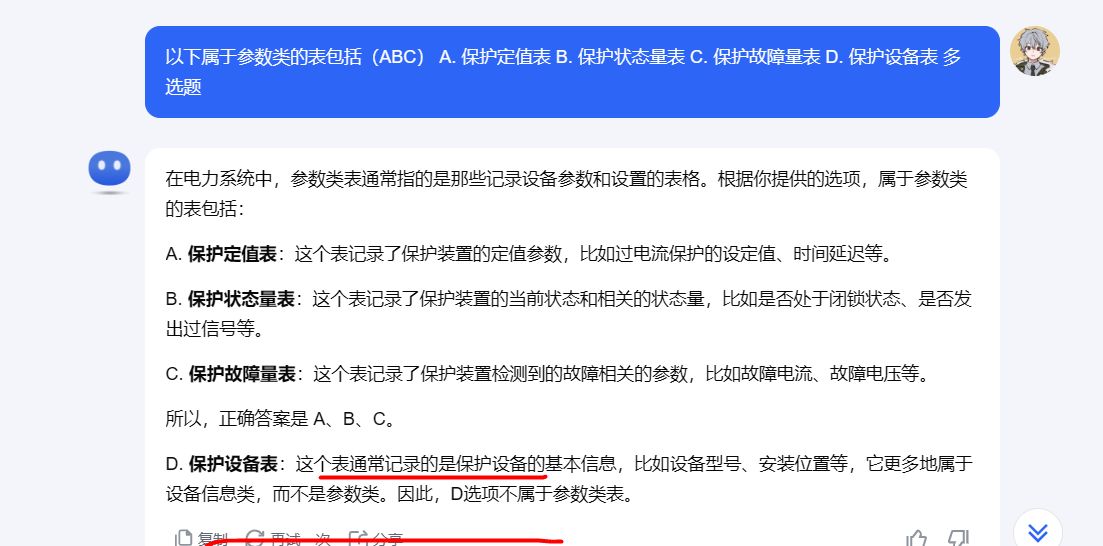 以下属于参数类的表包括（ABC） A. 保护定值表 B. 保护状态量表 C. 保护故障量表 D. 保护设备表 多
选题
在电力系统中，参数类表通常指的是那些记录设备参数和设置的表格。根据你提供的选项，属于参数类
的表包括：
A. 保护定值表：这个表记录了保护装置的定值参数，比如过电流保护的设定值、时间延迟等。
B. 保护状态量表：这个表记录了保护装置的当前状态和相关的状态量，比如是否处于闭锁状态、是否发
出过信号等。
C. 保护故障量表：这个表记录了保护装置检测到的故障相关的参数，比如故障电流、故障电压等。
所以，正确答案是 A、B、C。
D. 保护设备表：这个表通常记录的是保护设备的基本信息，比如设备型号、安装位置等，它更多地属于
设备信息类，而不是参数类。因此，D选项不属于参数类表。
复制 再试一次 分享